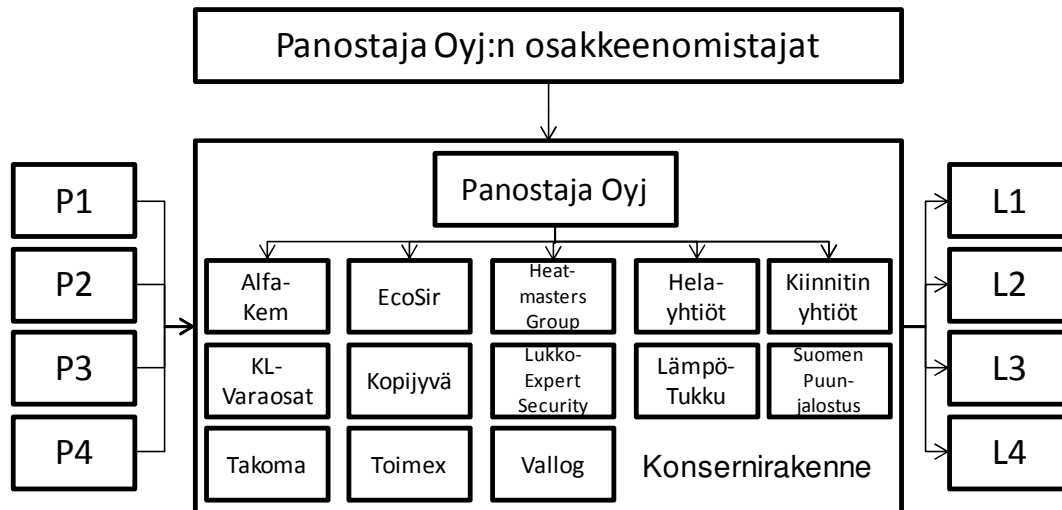 Panostaja Oyj:n osakkeenomistajat
P1
P2
P3
P4
Panostaja Oyj
Alfa-
Kem
EcoSir
Heat-
masters
Group
Hela-
yhtiöt
Kiinnitin
yhtiöt
KL-
Varaosat
Kopijyvä
Lukko-
Expert
Security
Lämpö-
Tukku
Suomen
Puun-
jalostus
Takoma
Toimex
Vallog
Konsernirakenne
L1
L2
L3
L4